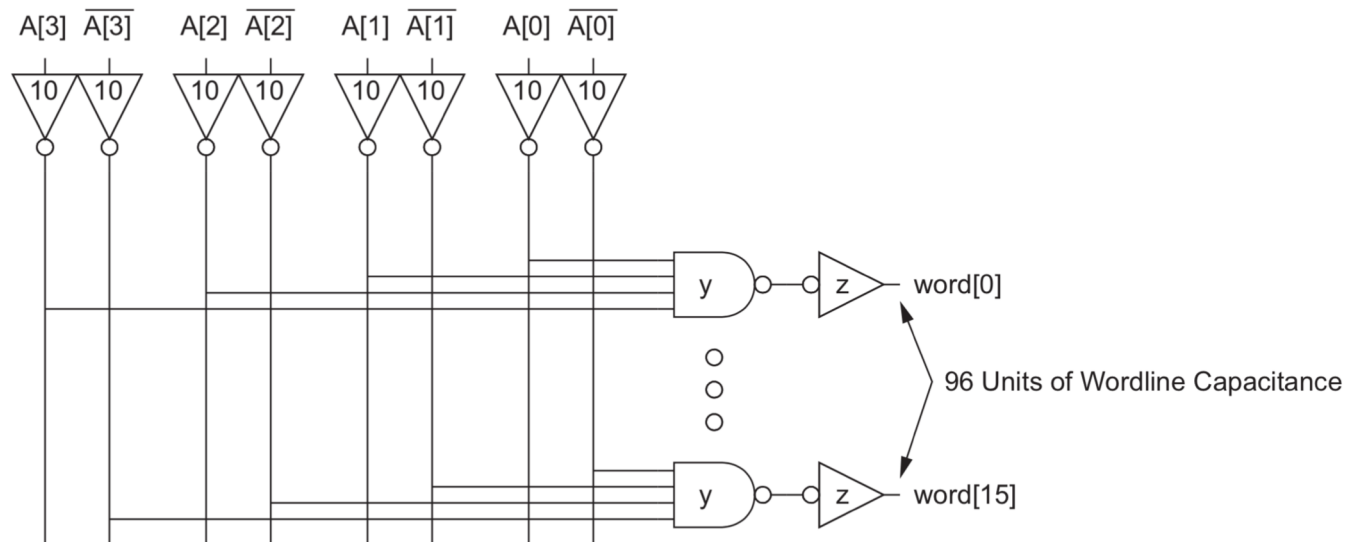 A[3] A[3] A[2] A[2] A[1] A[1] A[0] A[0]
10 10 10 10 10 10 10 10
y z word[0]
96 Units of Wordline Capacitance
y z word[15]